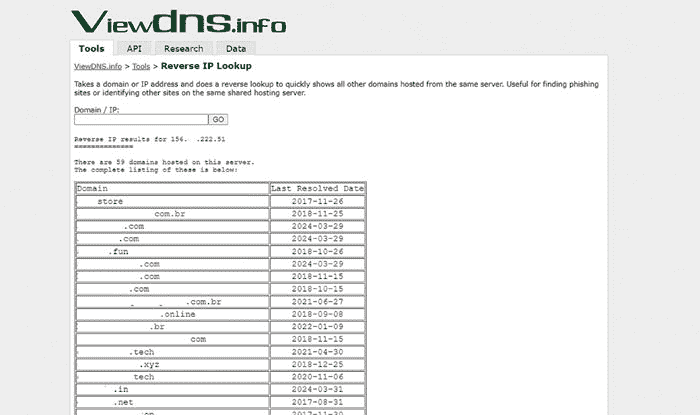 ViewDNS.info
Tools API Research Data
ViewDNS.info > Tools > Reverse IP Lookup
Takes a domain or IP address and does a reverse lookup to quickly shows all other domains hosted from the same server. Useful for finding phishing
sites or identifying other sites on the same shared hosting server.
Domain / IP:
GO
Reverse IP results for 156. .222.51
==============
There are 59 domains hosted on this server.
The complete listing of these is below:
Domain Last Resolved Date
store 2017-11-26
com.br 2018-11-25
.com 2024-03-29
.com 2024-03-29
.fun 2018-10-26
.com 2024-03-29
.com 2018-11-15
.com 2018-10-15
.com.br 2021-06-27
.online 2018-09-08
.br 2022-01-09
com 2018-11-15
.tech 2021-04-30
.xyz 2018-12-25
tech 2020-11-06
.in 2024-03-31
.net 2017-08-31